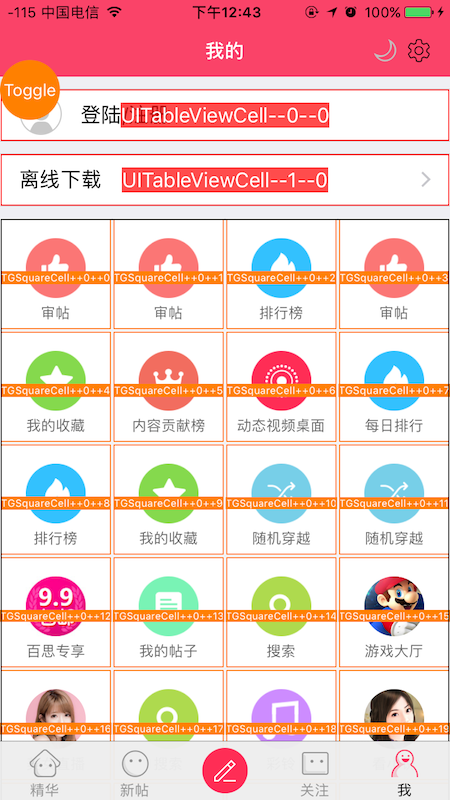 -115 中国电信 下午12:43 100%
我的
Toggle
登陆 UITableViewCell--0--0
离线下载 UITableViewCell--1--0
TGSquareCell++0++0 TGSquareCell++0++1 TGSquareCell++0++2 TGSquareCell++0++3
审帖 审帖 排行榜 审帖
TGSquareCell++0++4 TGSquareCell++0++5 TGSquareCell++0++6 TGSquareCell++0++7
我的收藏 内容贡献榜 动态视频桌面 每日排行
TGSquareCell++0++8 TGSquareCell++0++9 TGSquareCell++0++10 TGSquareCell++0++11
排行榜 我的收藏 随机穿越 随机穿越
9.9
TGSquareCell++0++12 TGSquareCell++0++13 TGSquareCell++0++14 TGSquareCell++0++15
百思专享 我的帖子 搜索 游戏大厅
TGSquareCell++0++16 TGSquareCell++0++17 TGSquareCell++0++18 TGSquareCell++0++19
精华 新帖 关注 我